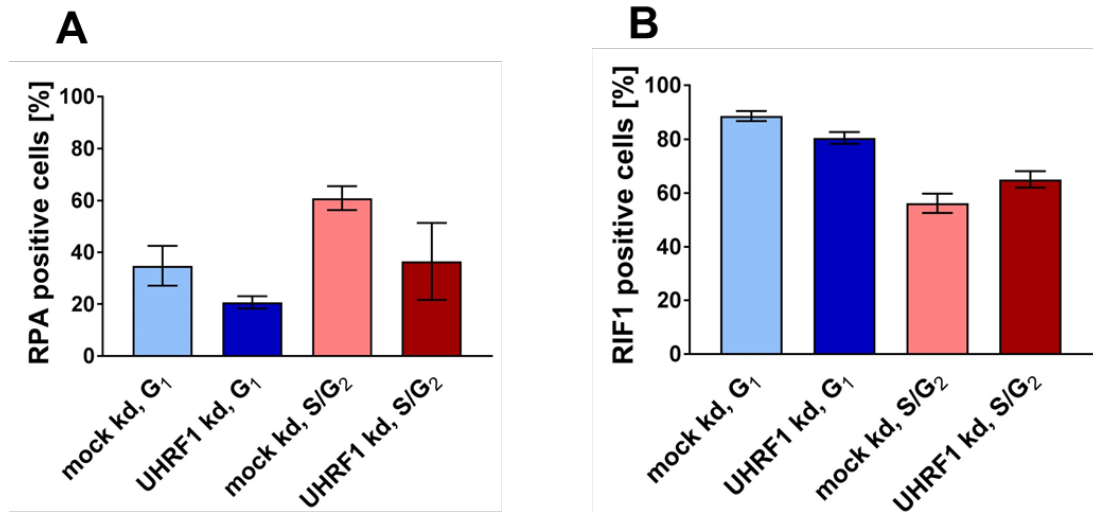 A
RPA positive cells [%]
100
80
60
40
20
0
mock kd, G₁
UHRF1 kd, G₁
mock kd, S/G₂
UHRF1 kd, S/G₂
B
RIF1 positive cells [%]
100
80
60
40
20
0
mock kd, G₁
UHRF1 kd, G₁
mock kd, S/G₂
UHRF1 kd, S/G₂